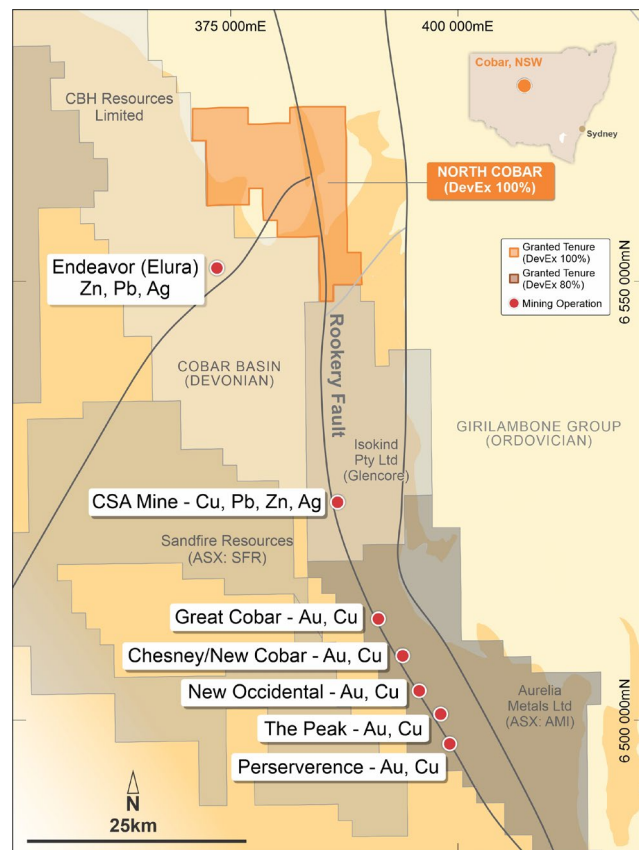 375 000mE
400 000mE
CBH Resources
Limited
Cobar, NSW
Sydney
NORTH COBAR
(DevEx 100%)
Granted Tenure
(DevEx 100%)
Granted Tenure
(DevEx 80%)
Mining Operation
Endeavor (Elura)
Zn, Pb, Ag
6 550 000mN
Rookery Fault
COBAR BASIN
(DEVONIAN)
GIRILAMBONE GROUP
(ORDOVICIAN)
Isokind
Pty Ltd
(Glencore)
CSA Mine - Cu, Pb, Zn, Ag
Sandfire Resources
(ASX: SFR)
Great Cobar - Au, Cu
Chesney/New Cobar - Au, Cu
New Occidental - Au, Cu
Aurelia
Metals Ltd
(ASX: AMI)
The Peak - Au, Cu
6 500 000mN
Perserverence - Au, Cu
N
25km